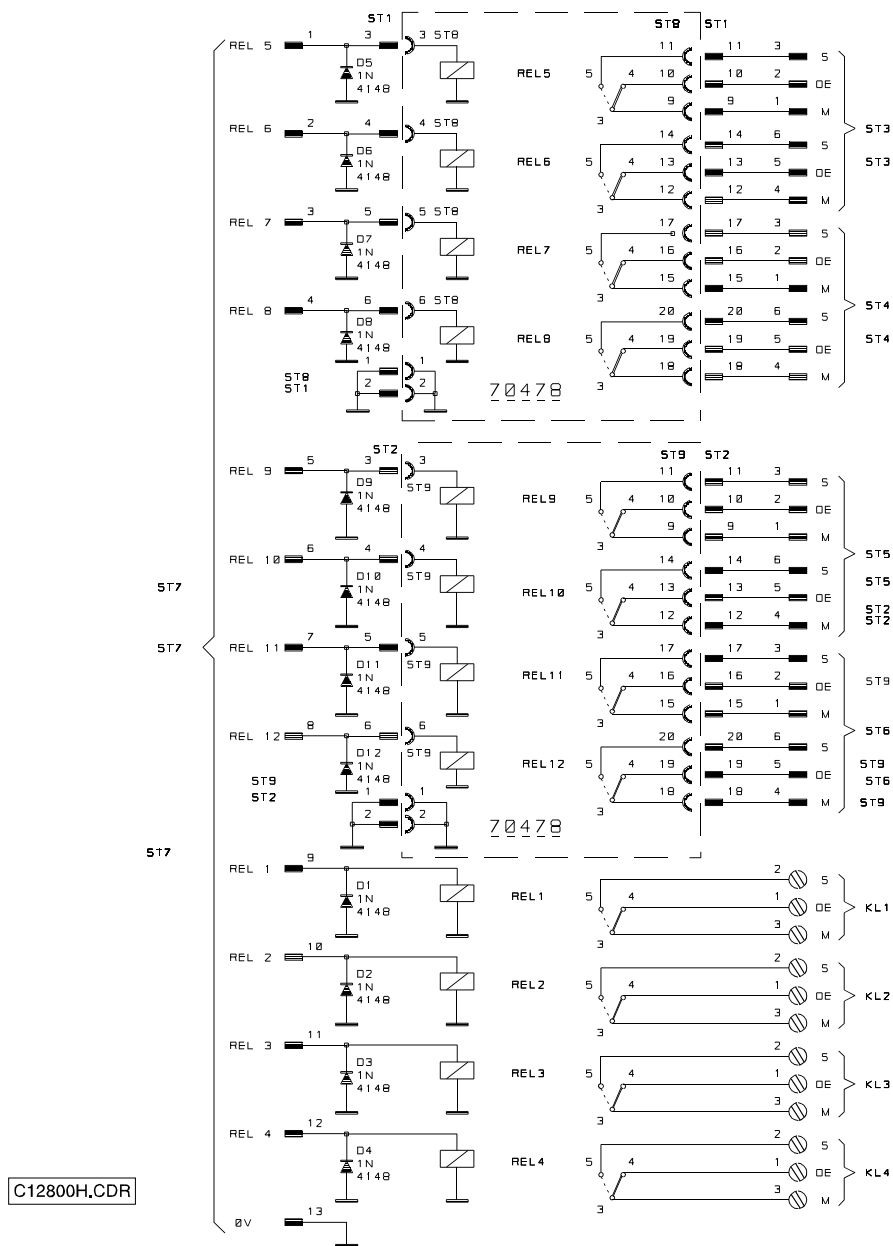 ST1 ST8 ST1
REL 5 1 3 3 ST8
D5
1N
4148
REL5 5 4 3
11 11 3 S
10 10 2 OE
9 9 1 M
REL 6 2 4 4 ST8
D6
1N
4148
REL6 5 4 3
14 14 6 S
13 13 5 OE
12 12 4 M
ST3
ST3
REL 7 3 5 5 ST8
D7
1N
4148
REL7 5 4 3
17 17 3 S
16 16 2 OE
15 15 1 M
REL 8 4 6 6 ST8
D8
1N
4148
REL8 5 4 3
20 20 6 S
19 19 5 OE
18 18 4 M
ST4
ST4
ST8
ST1
1 1
2 2
70478
ST2 ST9 ST2
REL 9 5 3 3
ST9
D9
1N
4148
REL9 5 4 3
11 11 3 S
10 10 2 OE
9 9 1 M
REL 10 6 4 4
ST9
D10
1N
4148
REL10 5 4 3
14 14 6 S
13 13 5 OE
12 12 4 M
ST5
ST5
ST2
ST2
ST7
ST7
REL 11 7 5 5
ST9
D11
1N
4148
REL11 5 4 3
17 17 3 S
16 16 2 OE
15 15 1 M
ST9
ST6
REL 12 8 6 6
ST9
D12
1N
4148
REL12 5 4 3
20 20 6 S
19 19 5 OE
18 18 4 M
ST9
ST6
ST9
ST9
ST2
1 1
2 2
70478
ST7
REL 1 9
D1
1N
4148
REL1 5 4 3
2 S
1 OE
3 M
KL1
REL 2 10
D2
1N
4148
REL2 5 4 3
2 S
1 OE
3 M
KL2
REL 3 11
D3
1N
4148
REL3 5 4 3
2 S
1 OE
3 M
KL3
REL 4 12
D4
1N
4148
REL4 5 4 3
2 S
1 OE
3 M
KL4
0V 13
C12800H.CDR